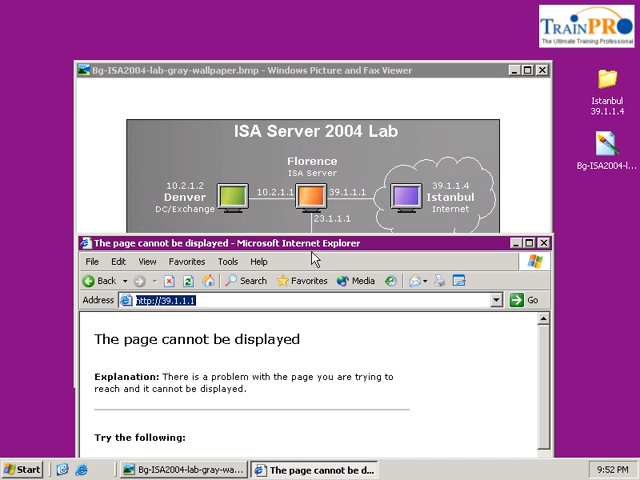 TRAINPRO
The Ultimate Training Professional
Bg-ISA2004-lab-gray-wallpaper.bmp - Windows Picture and Fax Viewer
Istanbul
39.1.1.4
Bg-ISA2004-l...
ISA Server 2004 Lab
Florence
ISA Server
10.2.1.2
Denver
DC/Exchange
10.2.1.1
39.1.1.1
39.1.1.4
Istanbul
Internet
23.1.1.1
The page cannot be displayed - Microsoft Internet Explorer
File Edit View Favorites Tools Help
Back Search Favorites Media
Address http://39.1.1.1 Go
The page cannot be displayed
Explanation: There is a problem with the page you are trying to
reach and it cannot be displayed.
Try the following:
Start Bg-ISA2004-lab-gray-wa... The page cannot be d... 9:52 PM